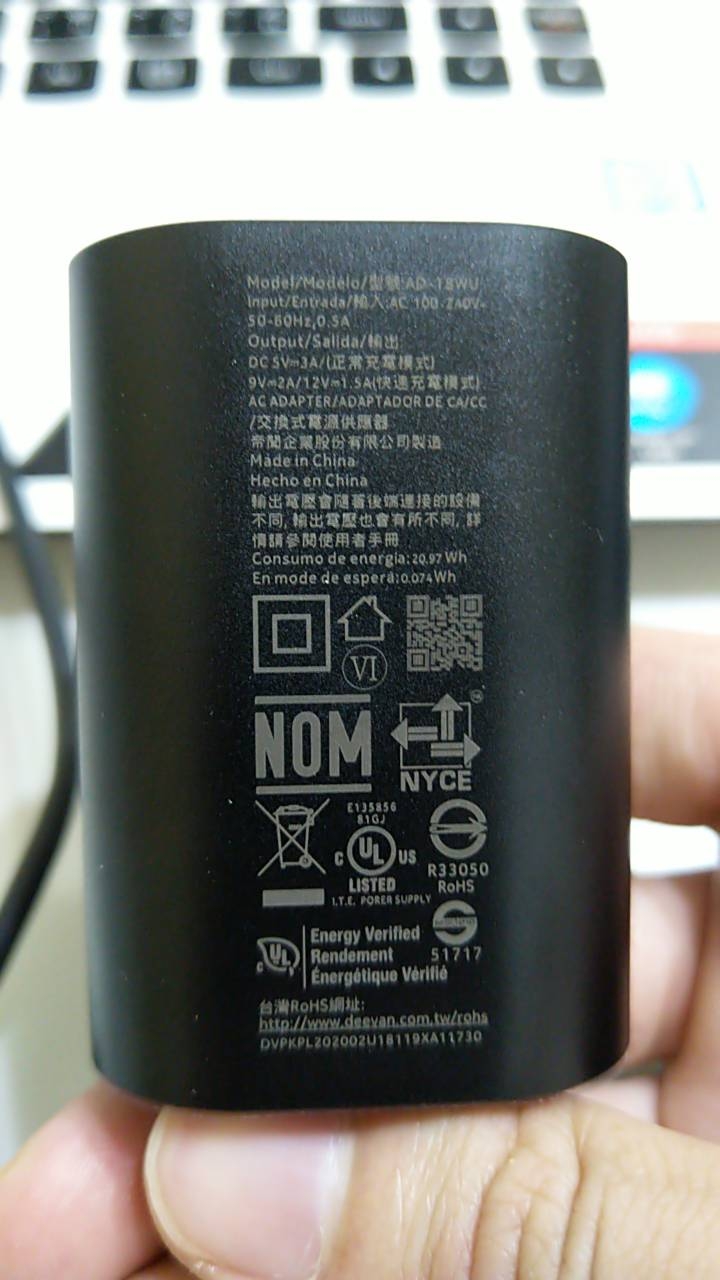 Model/Modelo/型號:AD-18WU
Input/Entrada/輸入:AC 100-240V~
50-60Hz,0.5A
Output/Salida/輸出
DC 5V⎓3A/(正常充電模式)
9V⎓2A/12V⎓1.5A(快速充電模式)
AC ADAPTER/ADAPTADOR DE CA/CC
/交換式電源供應器
帝聞企業股份有限公司製造
Made in China
Hecho en China
輸出電壓會隨著後端連接的設備
不同, 輸出電壓也會有所不同, 詳
情請參閱使用者手冊
Consumo de energía:20.97 Wh
En mode de espera:0.074Wh
VI
NOM
NYCE
E135856
81GJ
C UL US
LISTED
I.T.E. PORER SUPPLY
R33050
RoHS
51717
C UL
Energy Verified
Rendement
Énergétique Vérifié
台灣RoHS網址:
http://www.deevan.com.tw/rohs
DVPKPL202002U18119XA11730